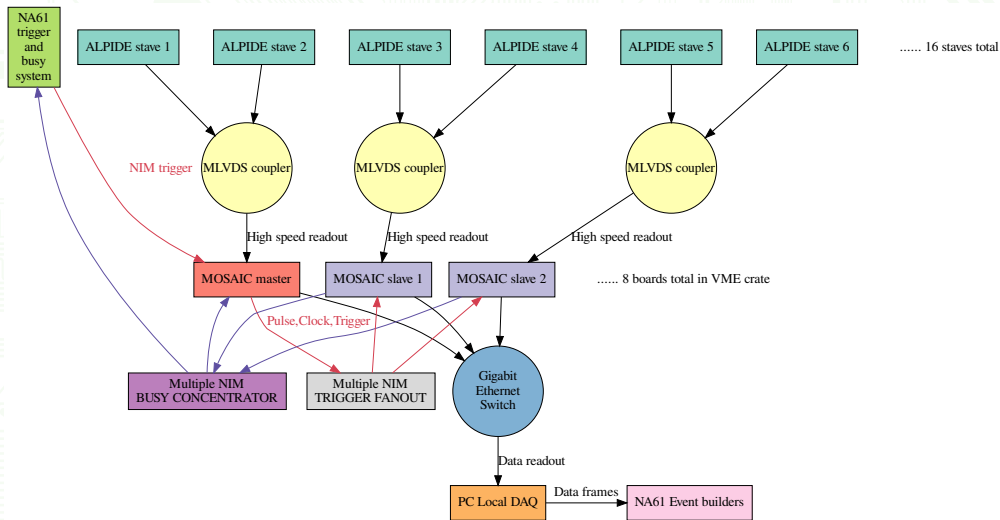 NA61
trigger
and
busy
system
ALPIDE stave 1
ALPIDE stave 2
ALPIDE stave 3
ALPIDE stave 4
ALPIDE stave 5
ALPIDE stave 6
...... 16 staves total
NIM trigger
MLVDS coupler
MLVDS coupler
MLVDS coupler
High speed readout
High speed readout
High speed readout
MOSAIC master
MOSAIC slave 1
MOSAIC slave 2
...... 8 boards total in VME crate
Pulse,Clock,Trigger
Multiple NIM
BUSY CONCENTRATOR
Multiple NIM
TRIGGER FANOUT
Gigabit
Ethernet
Switch
Data readout
PC Local DAQ
Data frames
NA61 Event builders